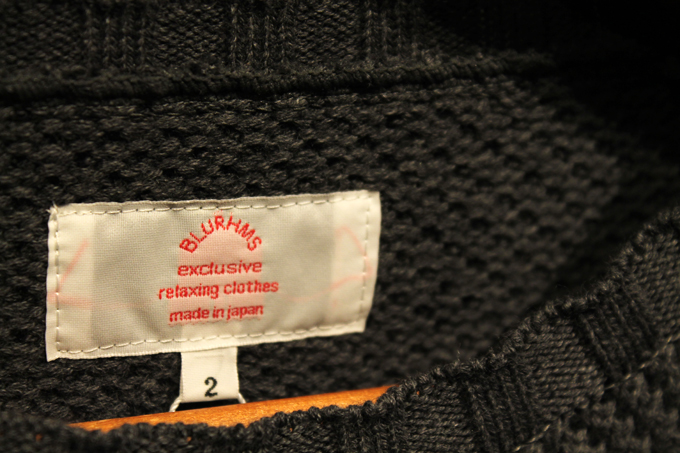 BLURHMS
exclusive
relaxing clothes
made in japan
2